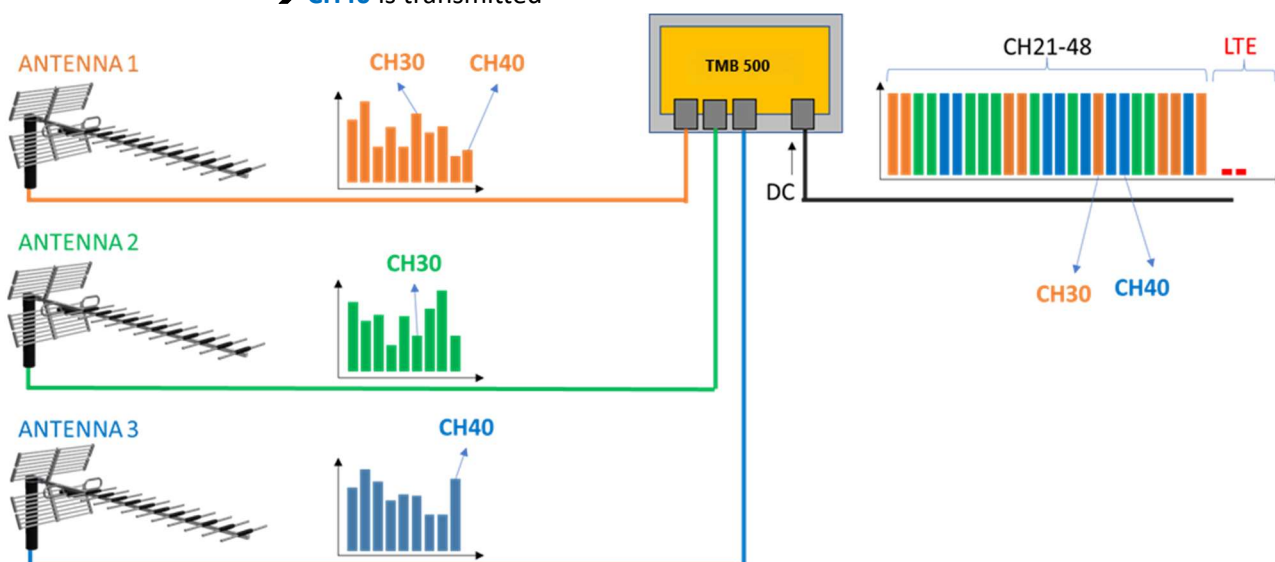 CH40 is transmitted
ANTENNA 1
CH30
CH40
TMB 500
CH21-48
LTE
DC
ANTENNA 2
CH30
CH30
CH40
ANTENNA 3
CH40